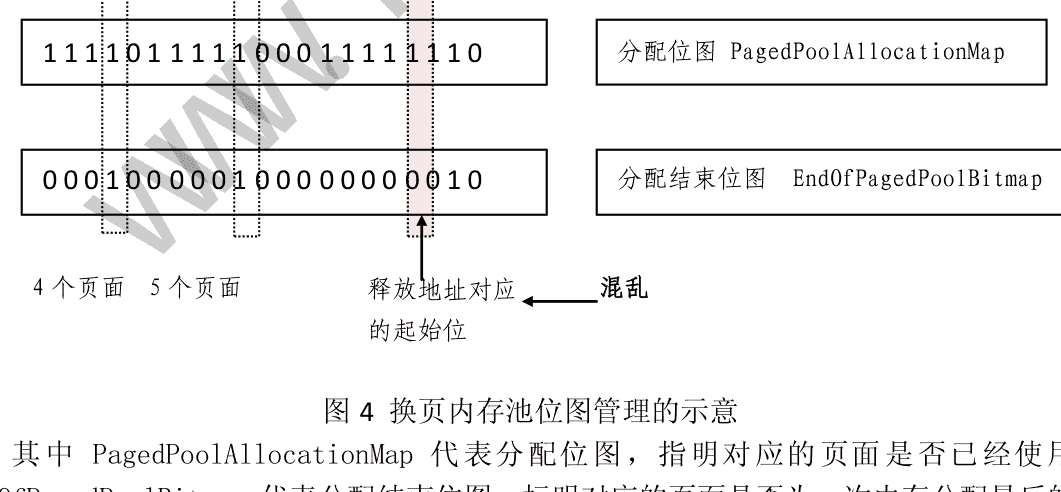 111101111100011111110 分配位图 PagedPoolAllocationMap
000100000100000000010 分配结束位图 EndOfPagedPoolBitmap
4 个页面 5 个页面 释放地址对应 混乱
的起始位
图 4 换页内存池位图管理的示意
其中 PagedPoolAllocationMap 代表分配位图，指明对应的页面是否已经使用